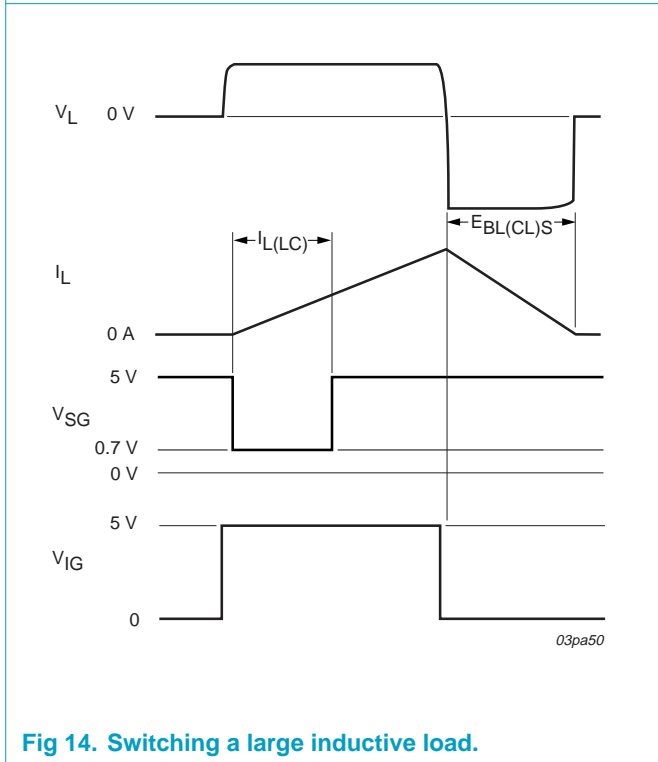 V_L 0 V
E_BL(CL)S
I_L(LC)
I_L
0 A
5 V
V_SG
0.7 V
0 V
5 V
V_IG
0
03pa50
Fig 14. Switching a large inductive load.